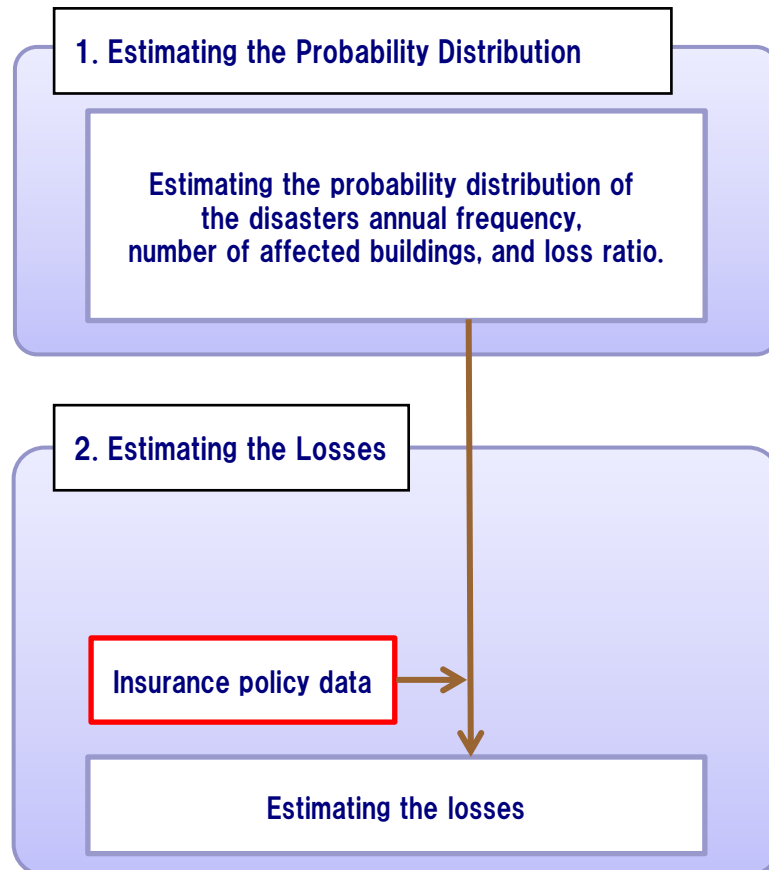 1. Estimating the Probability Distribution
Estimating the probability distribution of
the disasters annual frequency,
number of affected buildings, and loss ratio.
2. Estimating the Losses
Insurance policy data
Estimating the losses